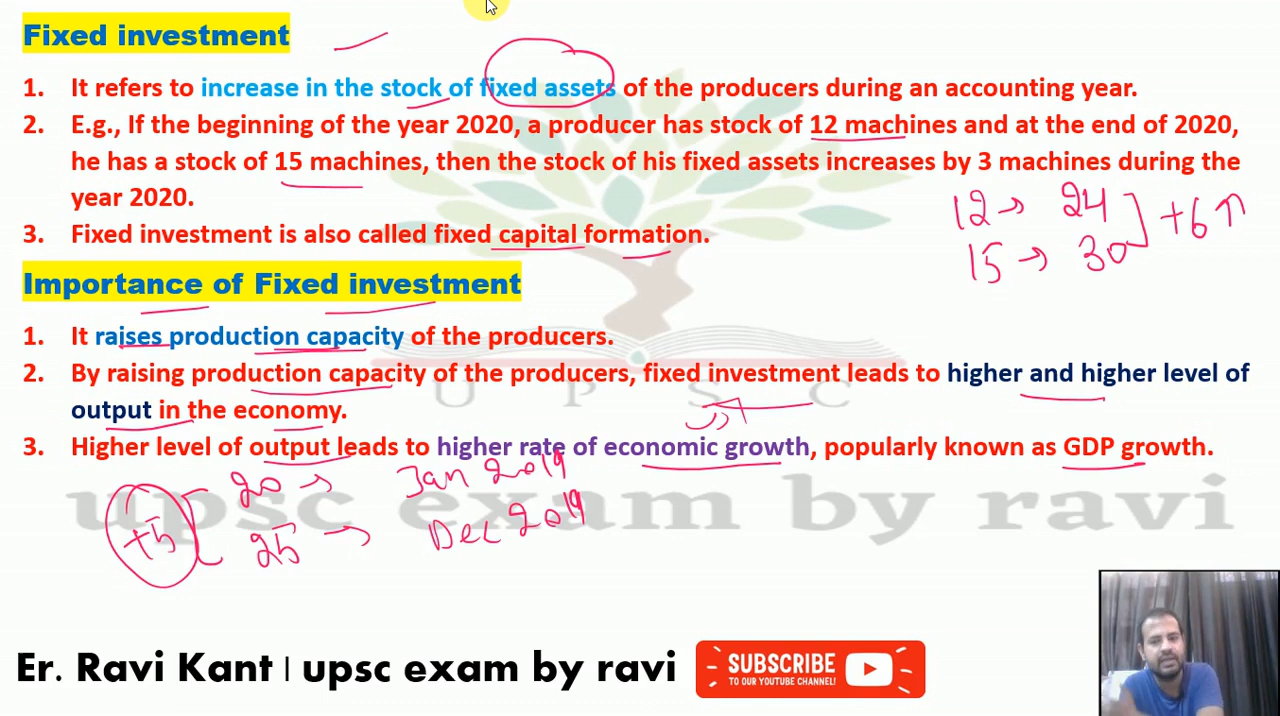 Fixed investment
1. It refers to increase in the stock of fixed assets of the producers during an accounting year.
2. E.g., If the beginning of the year 2020, a producer has stock of 12 machines and at the end of 2020,
he has a stock of 15 machines, then the stock of his fixed assets increases by 3 machines during the
year 2020.
12 → 24
15 → 30
+6↑
3. Fixed investment is also called fixed capital formation.
Importance of Fixed investment
1. It raises production capacity of the producers.
2. By raising production capacity of the producers, fixed investment leads to higher and higher level of
output in the economy.
UPSC
3. Higher level of output leads to higher rate of economic growth, popularly known as GDP growth.
upsc exam by ravi
+5
20 → Jan 2019
25 → Dec 2019
Er. Ravi Kant | upsc exam by ravi
SUBSCRIBE
TO OUR YOUTUBE CHANNEL!